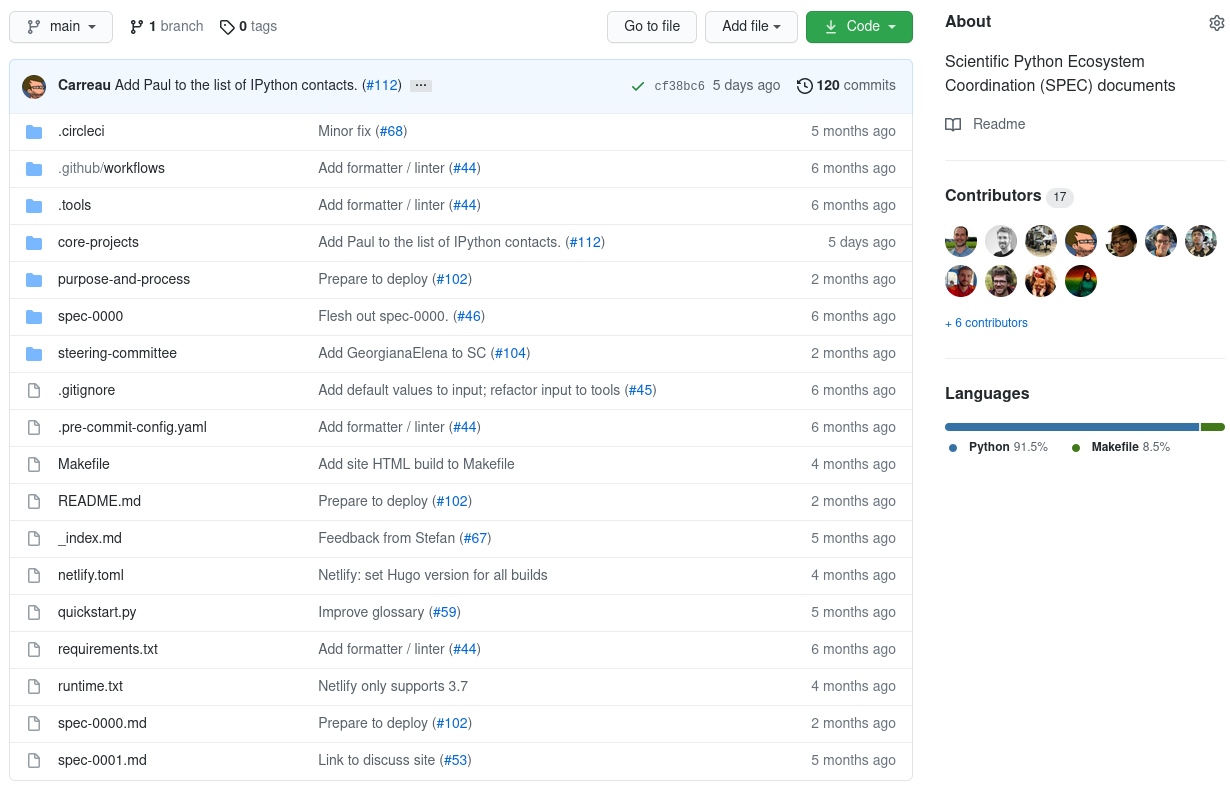 main 1 branch 0 tags Go to file Add file Code
Carreau Add Paul to the list of IPython contacts. (#112) ... cf38bc6 5 days ago 120 commits
.circleci Minor fix (#68) 5 months ago
.github/workflows Add formatter / linter (#44) 6 months ago
.tools Add formatter / linter (#44) 6 months ago
core-projects Add Paul to the list of IPython contacts. (#112) 5 days ago
purpose-and-process Prepare to deploy (#102) 2 months ago
spec-0000 Flesh out spec-0000. (#46) 6 months ago
steering-committee Add GeorgianaElena to SC (#104) 2 months ago
.gitignore Add default values to input; refactor input to tools (#45) 6 months ago
.pre-commit-config.yaml Add formatter / linter (#44) 6 months ago
Makefile Add site HTML build to Makefile 4 months ago
README.md Prepare to deploy (#102) 2 months ago
_index.md Feedback from Stefan (#67) 5 months ago
netlify.toml Netlify: set Hugo version for all builds 4 months ago
quickstart.py Improve glossary (#59) 5 months ago
requirements.txt Add formatter / linter (#44) 6 months ago
runtime.txt Netlify only supports 3.7 4 months ago
spec-0000.md Prepare to deploy (#102) 2 months ago
spec-0001.md Link to discuss site (#53) 5 months ago
About
Scientific Python Ecosystem
Coordination (SPEC) documents
Readme
Contributors 17
+ 6 contributors
Languages
Python 91.5% Makefile 8.5%